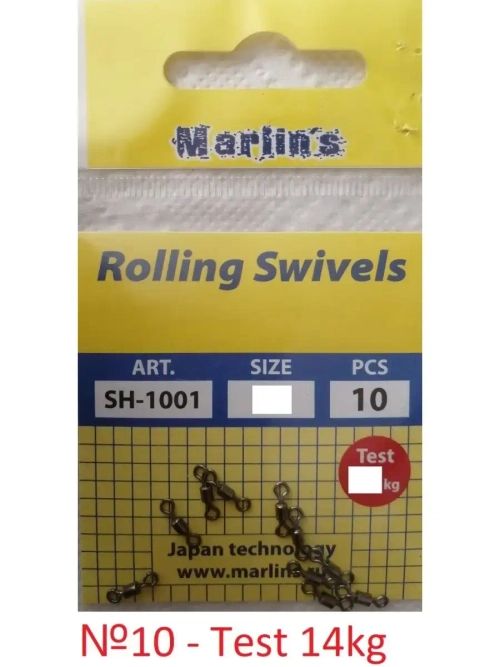 Marlin's
Rolling Swivels
ART. SIZE PCS
SH-1001 10
Test
kg
Japan technology
www.marlins.ru
№10 - Test 14kg